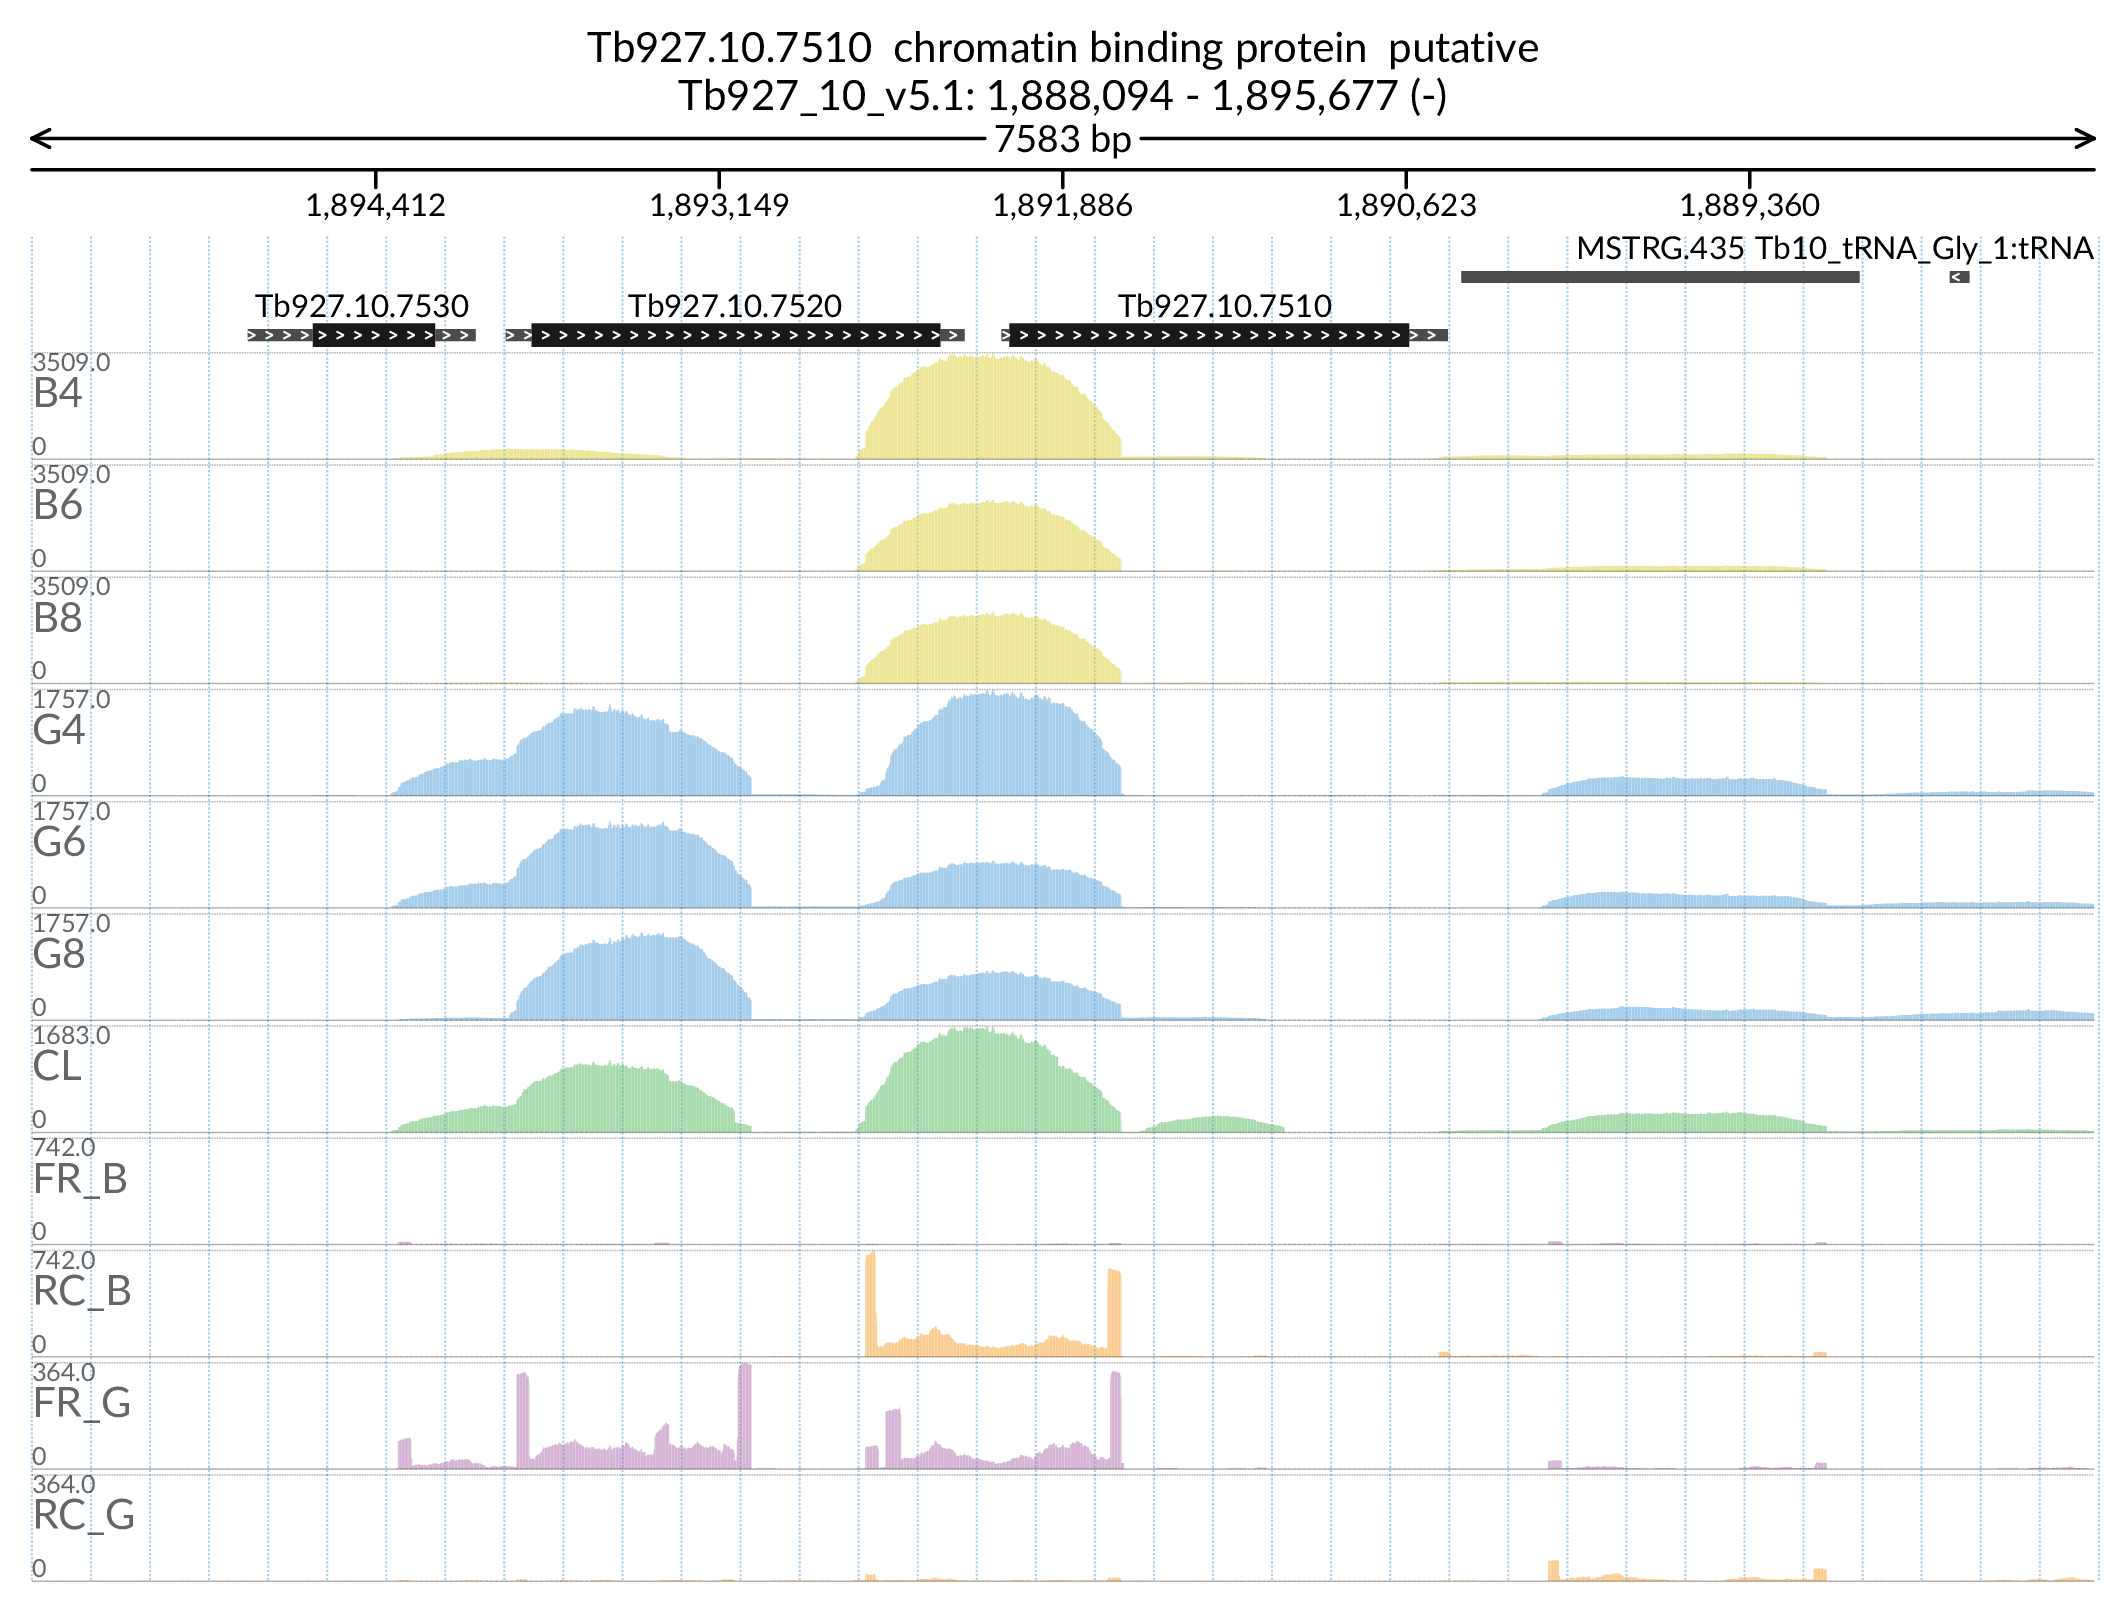 Tb927.10.7510  chromatin binding protein  putative
Tb927_10_v5.1: 1,888,094 - 1,895,677 (-)
7583 bp
1,894,412 1,893,149 1,891,886 1,890,623 1,889,360
MSTRG.435 Tb10_tRNA_Gly_1:tRNA
Tb927.10.7530 Tb927.10.7520 Tb927.10.7510
3509.0
B4
0
3509.0
B6
0
3509.0
B8
0
1757.0
G4
0
1757.0
G6
0
1757.0
G8
0
1683.0
CL
0
742.0
FR_B
0
742.0
RC_B
0
364.0
FR_G
0
364.0
RC_G
0